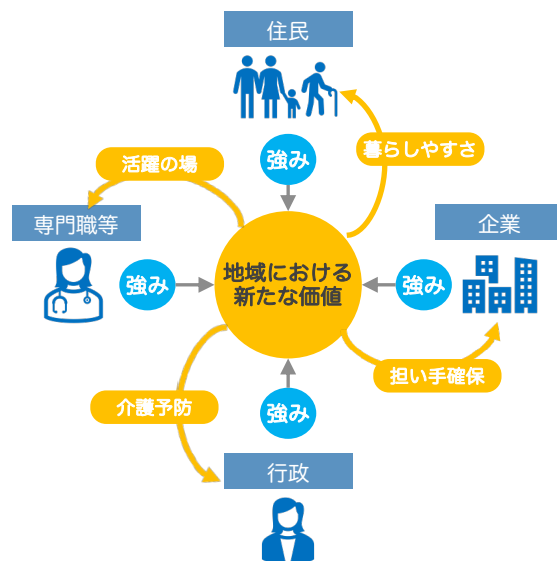 住民
強み
暮らしやすさ
活躍の場
専門職等
企業
強み
地域における
新たな価値
強み
担い手確保
介護予防
強み
行政